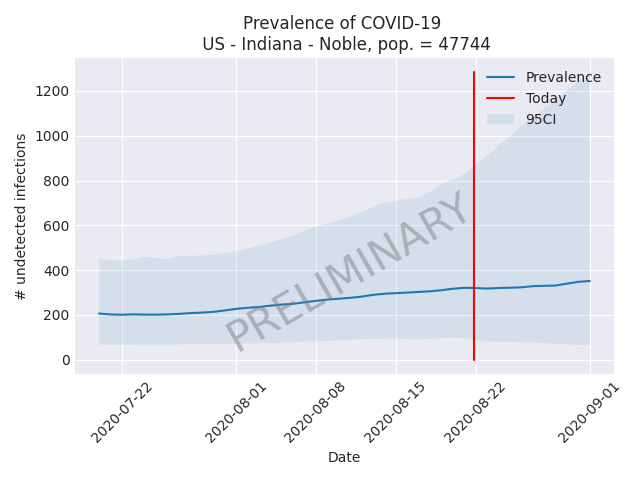 Prevalence of COVID-19
US - Indiana - Noble, pop. = 47744
# undetected infections
1200
1000
800
600
400
200
0
Prevalence
Today
95CI
PRELIMINARY
2020-07-22
2020-08-01
2020-08-08
2020-08-15
2020-08-22
2020-09-01
Date